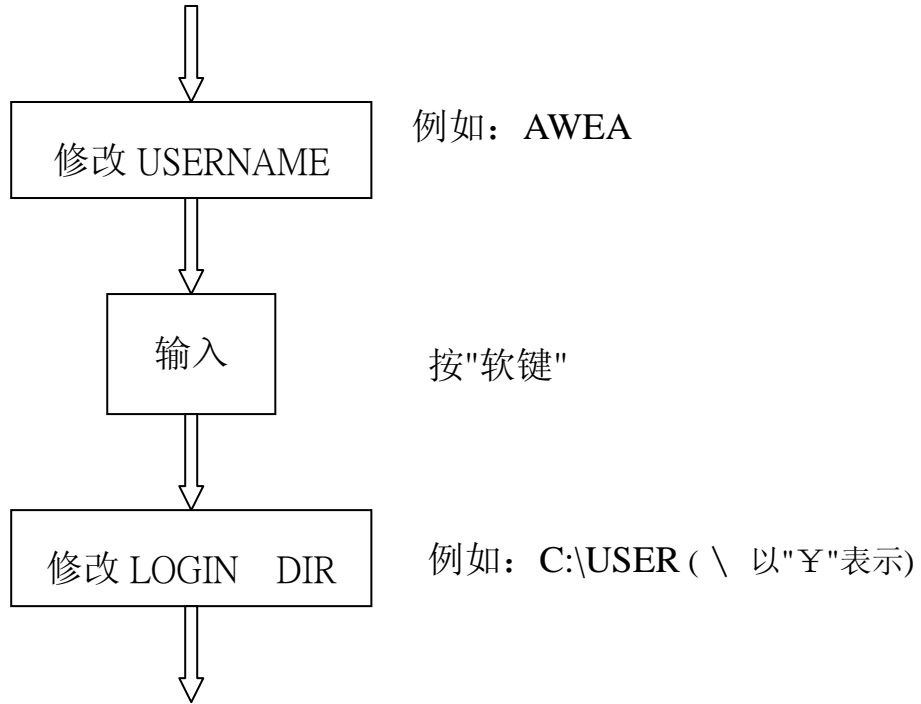 修改 USERNAME
例如：AWEA
输入
按"软键"
修改 LOGIN DIR
例如：C:\USER ( \ 以"￥"表示)